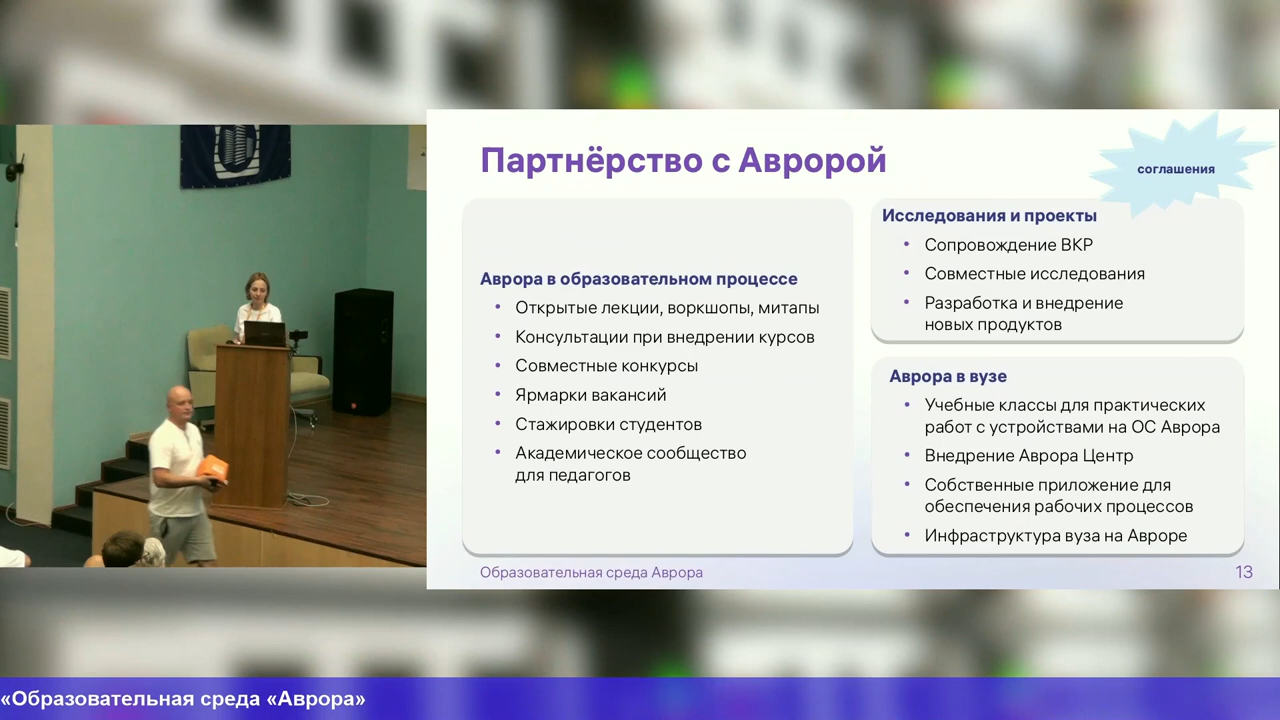 Партнёрство с Авророй
соглашения
Аврора в образовательном процессе
• Открытые лекции, воркшопы, митапы
• Консультации при внедрении курсов
• Совместные конкурсы
• Ярмарки вакансий
• Стажировки студентов
• Академическое сообщество
для педагогов
Исследования и проекты
• Сопровождение ВКР
• Совместные исследования
• Разработка и внедрение
новых продуктов
Аврора в вузе
• Учебные классы для практических
работ с устройствами на ОС Аврора
• Внедрение Аврора Центр
• Собственные приложение для
обеспечения рабочих процессов
• Инфраструктура вуза на Авроре
Образовательная среда Аврора
13
«Образовательная среда «Аврора»